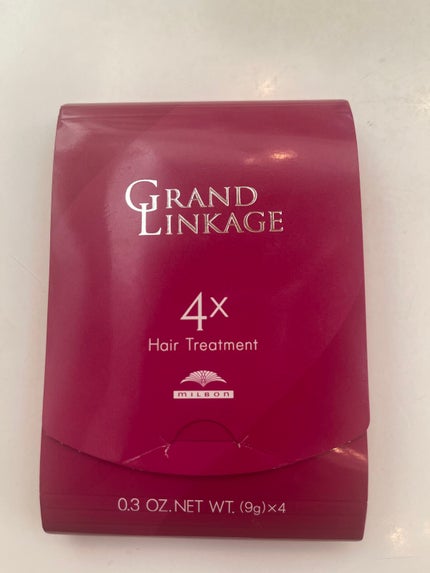 GRAND
LINKAGE
4x
Hair Treatment
MILBON
0.3 OZ.NET WT. (9g)×4